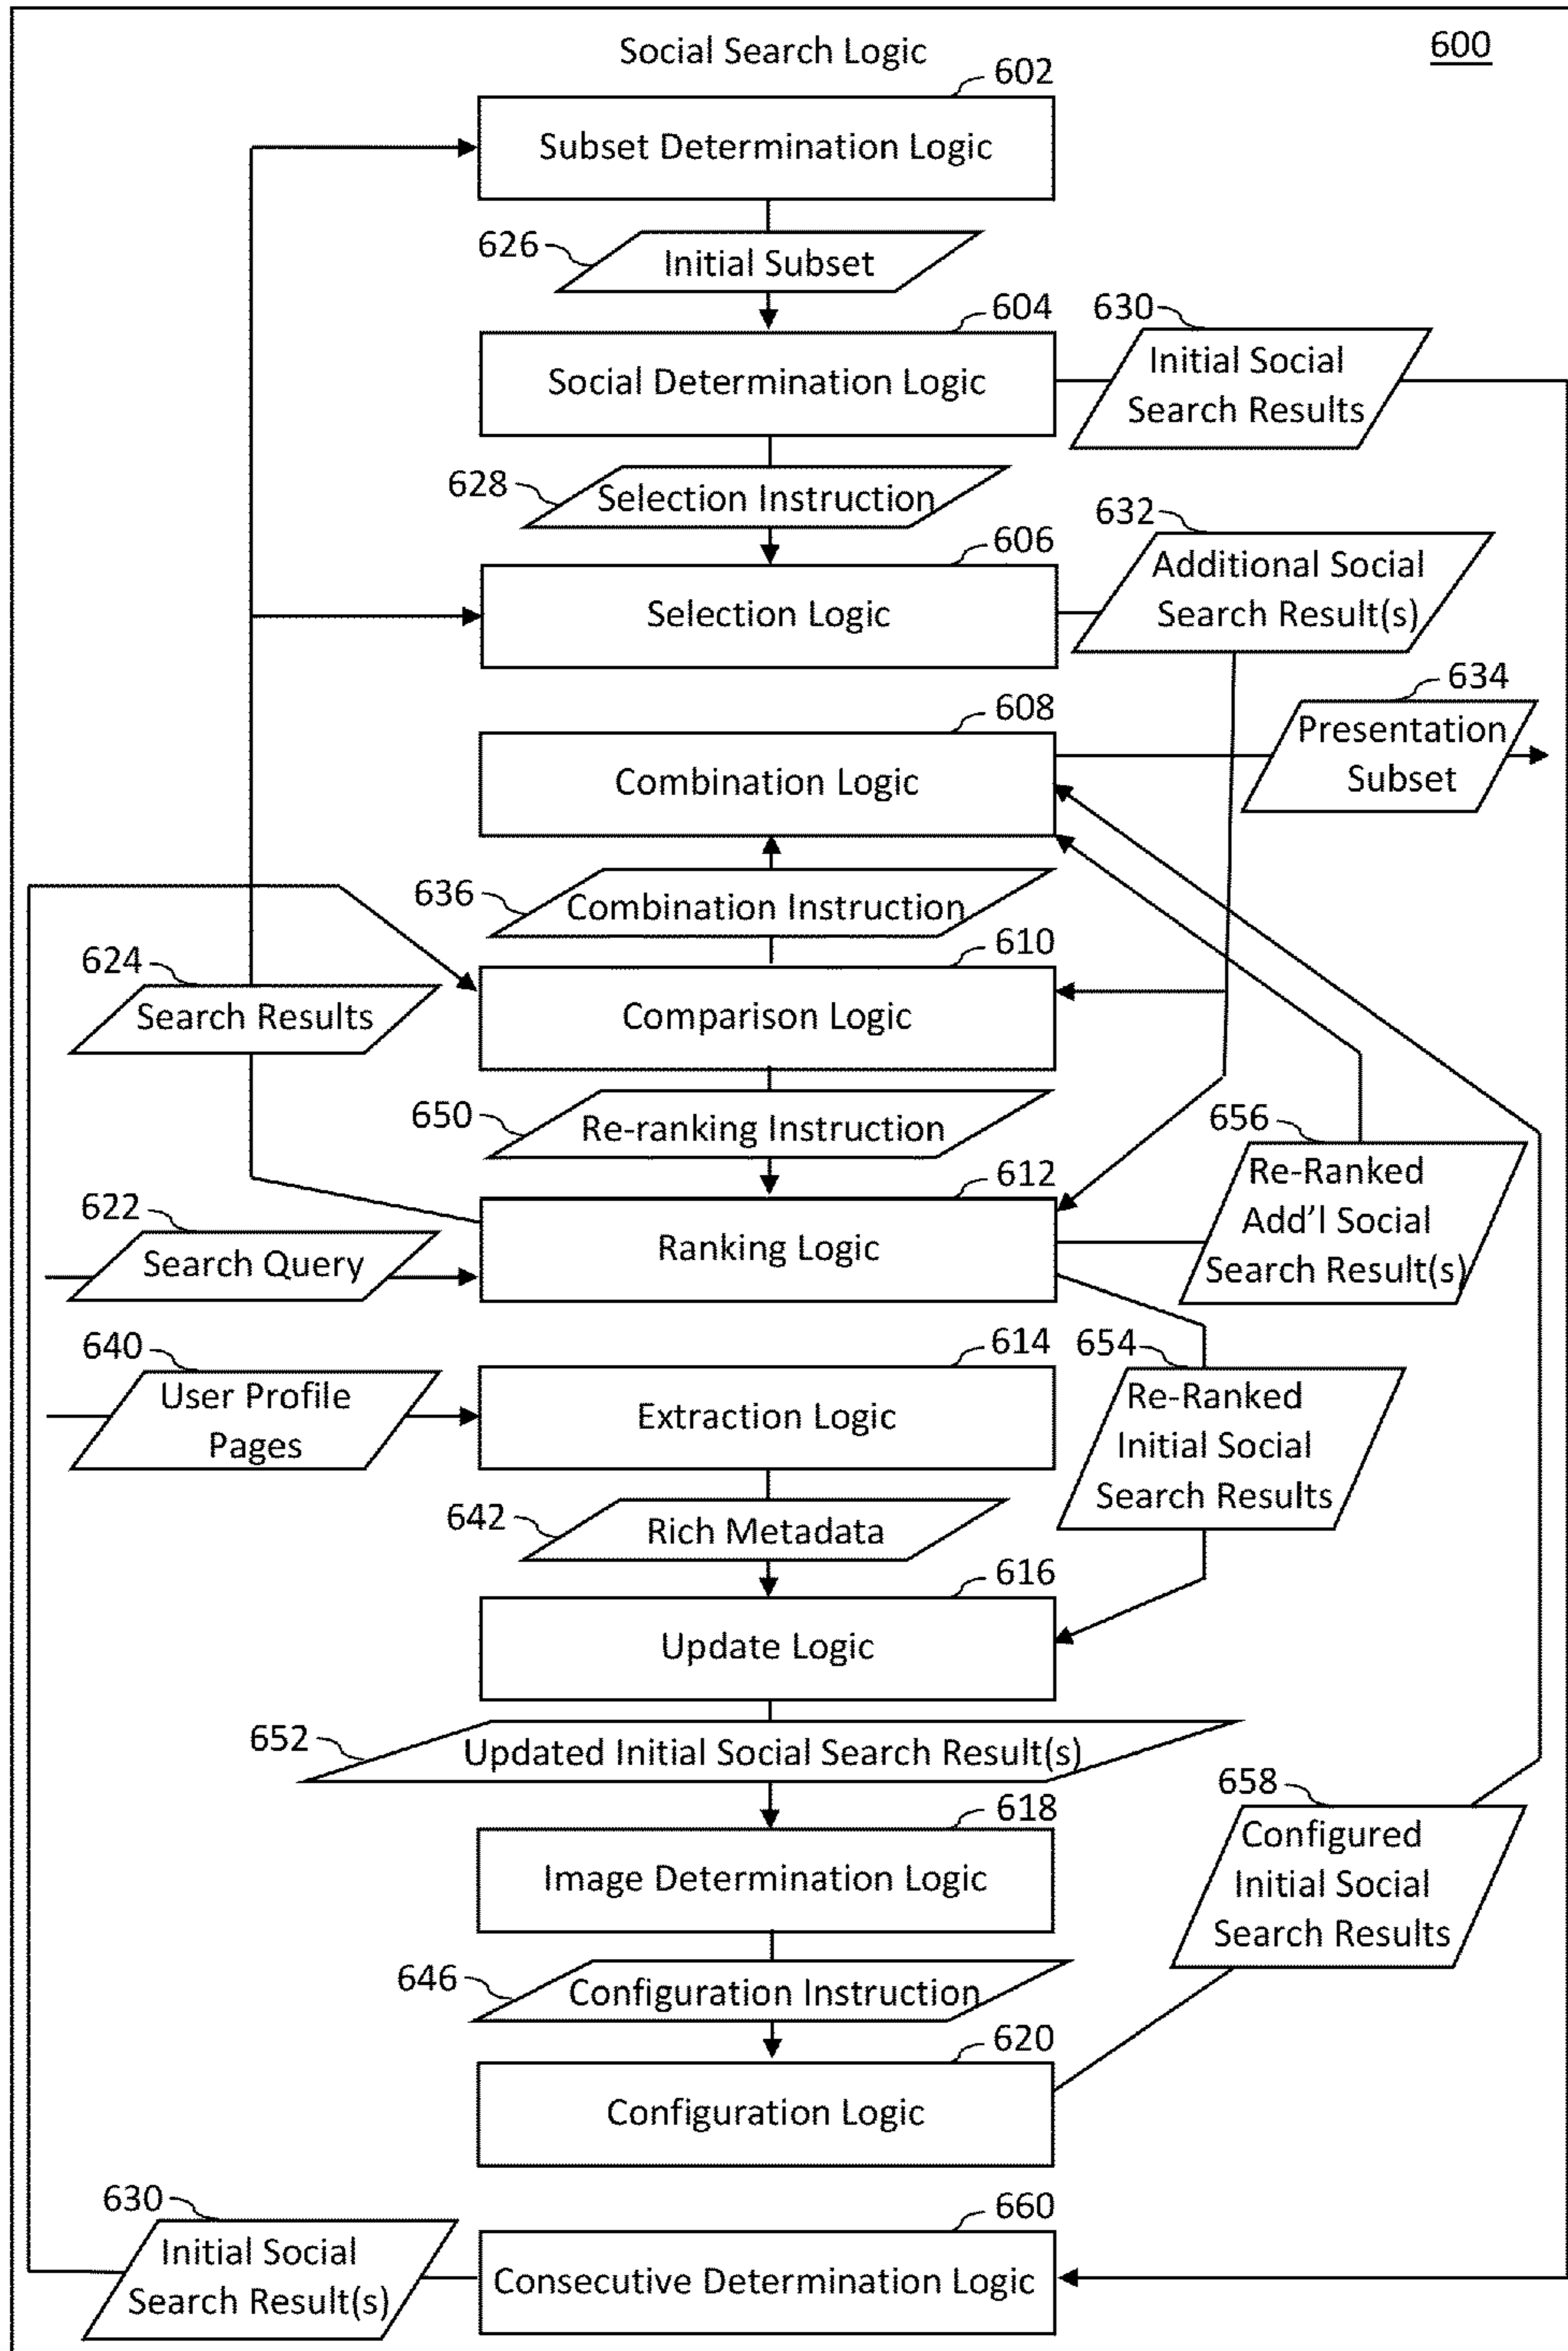 Social Search Logic
600
602
Subset Determination Logic
626
Initial Subset
604
630
Social Determination Logic
Initial Social
Search Results
628
Selection Instruction
632
606
Additional Social
Search Result(s)
Selection Logic
634
608
Presentation
Subset
Combination Logic
636
Combination Instruction
624
610
Search Results
Comparison Logic
650
Re-ranking Instruction
656
612
Re-Ranked
Add'l Social
Search Result(s)
622
Search Query
Ranking Logic
640
614
654
User Profile
Pages
Extraction Logic
Re-Ranked
Initial Social
Search Results
642
Rich Metadata
616
Update Logic
652
Updated Initial Social Search Result(s)
618
658
Image Determination Logic
Configured
Initial Social
Search Results
646
Configuration Instruction
620
Configuration Logic
630
660
Initial Social
Search Result(s)
Consecutive Determination Logic